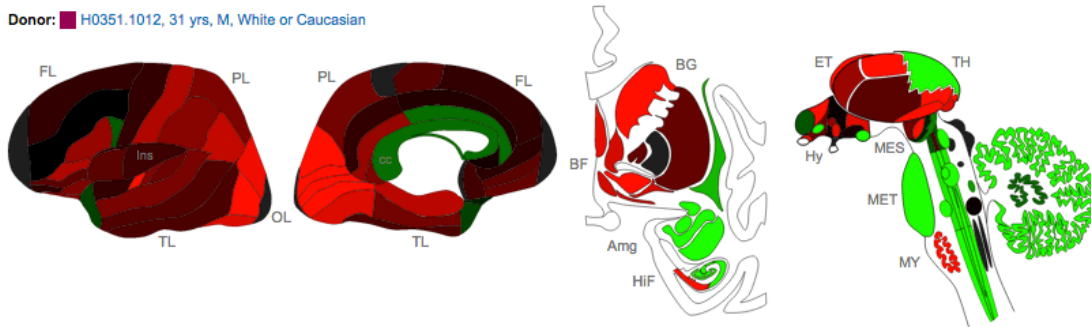 Donor: H0351.1012, 31 yrs, M, White or Caucasian
FL
PL
Ins
OL
TL
PL
FL
cc
TL
BG
BF
Amg
HiF
ET
TH
Hy
MES
MET
MY